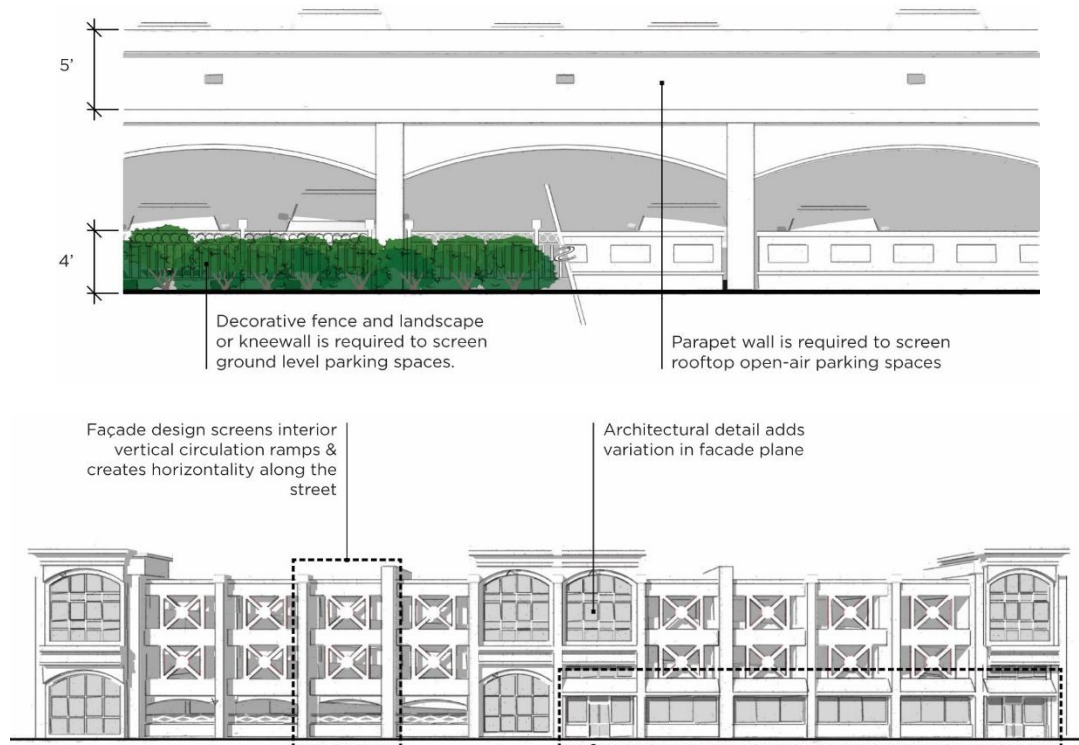 5'
4'
Decorative fence and landscape
or kneewall is required to screen
ground level parking spaces.
Parapet wall is required to screen
rooftop open-air parking spaces
Façade design screens interior
vertical circulation ramps &
creates horizontality along the
street
Architectural detail adds
variation in facade plane